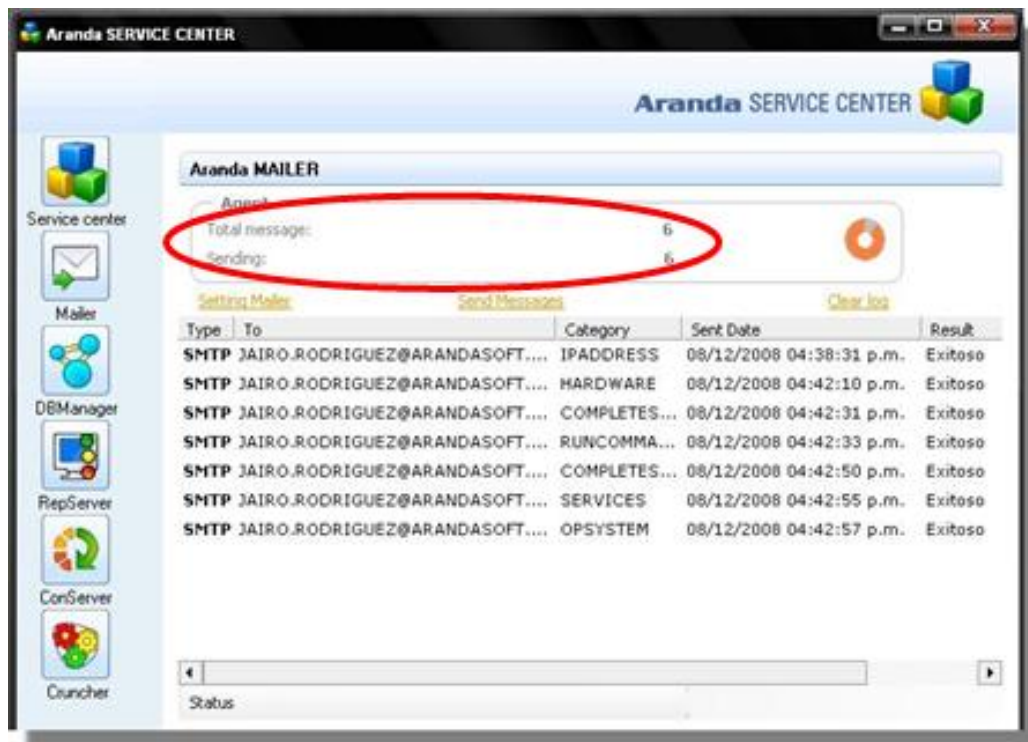 Aranda SERVICE CENTER
Aranda SERVICE CENTER
Service center
Mailer
DBManager
RepServer
ConServer
Cruncher
Aranda MAILER
Agent
Total message: 6
Sending: 6
Setting Mailer Send Messages Clear log
Type To Category Sent Date Result
SMTP JAIRO.RODRIGUEZ@ARANDASOFT.... IPADDRESS 08/12/2008 04:38:31 p.m. Exitoso
SMTP JAIRO.RODRIGUEZ@ARANDASOFT.... HARDWARE 08/12/2008 04:42:10 p.m. Exitoso
SMTP JAIRO.RODRIGUEZ@ARANDASOFT.... COMPLETES... 08/12/2008 04:42:31 p.m. Exitoso
SMTP JAIRO.RODRIGUEZ@ARANDASOFT.... RUNCOMMA... 08/12/2008 04:42:33 p.m. Exitoso
SMTP JAIRO.RODRIGUEZ@ARANDASOFT.... COMPLETES... 08/12/2008 04:42:50 p.m. Exitoso
SMTP JAIRO.RODRIGUEZ@ARANDASOFT.... SERVICES 08/12/2008 04:42:55 p.m. Exitoso
SMTP JAIRO.RODRIGUEZ@ARANDASOFT.... OPSYSTEM 08/12/2008 04:42:57 p.m. Exitoso
Status